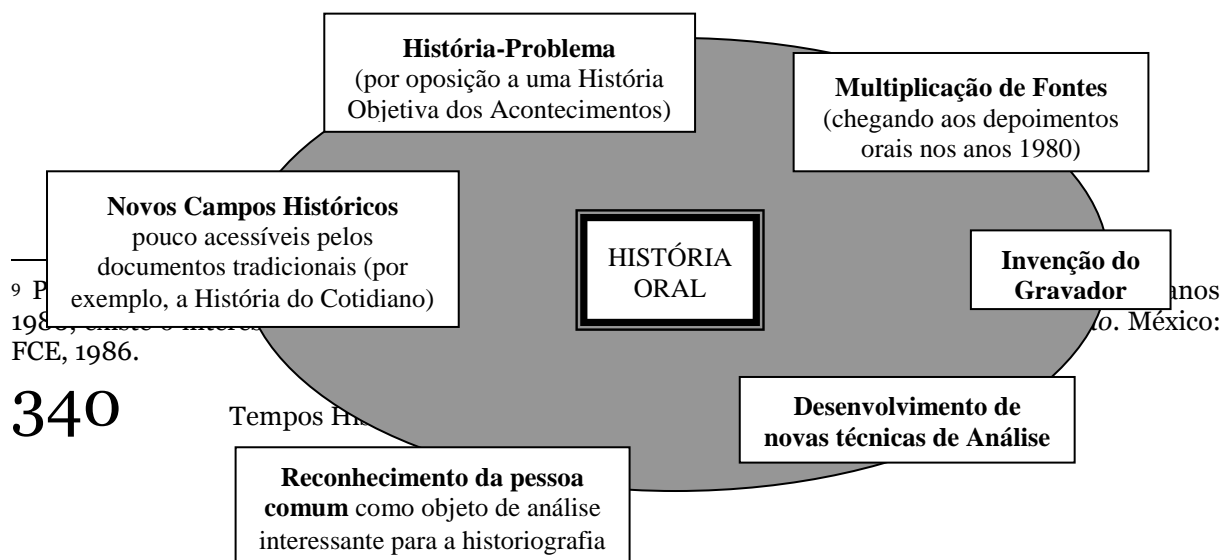 História-Problema
(por oposição a uma História
Objetiva dos Acontecimentos)
Multiplicação de Fontes
(chegando aos depoimentos
orais nos anos 1980)
Novos Campos Históricos
pouco acessíveis pelos
documentos tradicionais (por
exemplo, a História do Cotidiano)
HISTÓRIA
ORAL
Invenção do
Gravador
9 P anos
México:
FCE, 1986.
340 Tempos
Desenvolvimento de
novas técnicas de Análise
Reconhecimento da pessoa
comum como objeto de análise
interessante para a historiografia